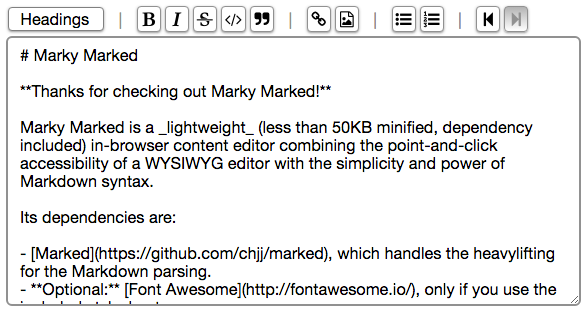 Headings | B I S </> ❞ | | |
# Marky Marked
**Thanks for checking out Marky Marked!**
Marky Marked is a _lightweight_ (less than 50KB minified, dependency
included) in-browser content editor combining the point-and-click
accessibility of a WYSIWYG editor with the simplicity and power of
Markdown syntax.
Its dependencies are:
- [Marked](https://github.com/chjj/marked), which handles the heavylifting
for the Markdown parsing.
- **Optional:** [Font Awesome](http://fontawesome.io/), only if you use the